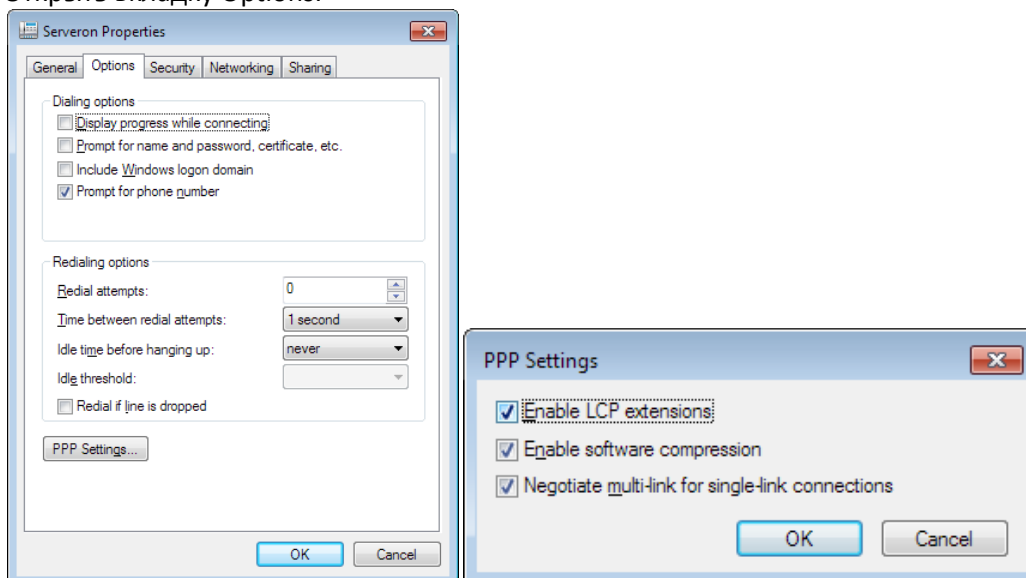 Открыть вкладку Options.
Serveron Properties
General Options Security Networking Sharing
Dialing options
Display progress while connecting
Prompt for name and password, certificate, etc.
Include Windows logon domain
Prompt for phone number
Redialing options
Redial attempts: 0
Time between redial attempts: 1 second
Idle time before hanging up: never
Idle threshold:
Redial if line is dropped
PPP Settings...
OK Cancel
PPP Settings
Enable LCP extensions
Enable software compression
Negotiate multi-link for single-link connections
OK Cancel